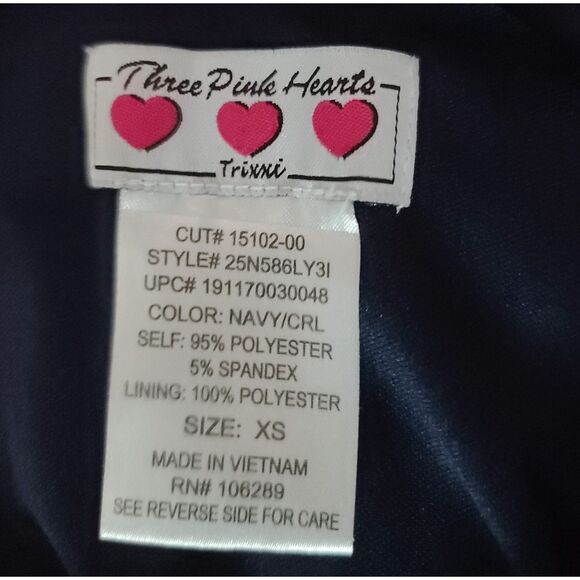 Three Pink Hearts
Trixxi
CUT# 15102-00
STYLE# 25N586LY3I
UPC# 191170030048
COLOR: NAVY/CRL
SELF: 95% POLYESTER
5% SPANDEX
LINING: 100% POLYESTER
SIZE: XS
MADE IN VIETNAM
RN# 106289
SEE REVERSE SIDE FOR CARE